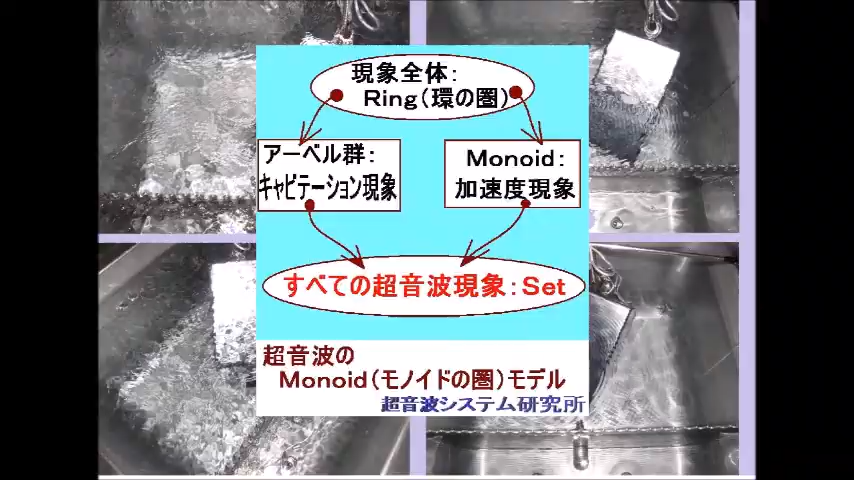 現象全体：
Ring（環の圏）
アーベル群：
キャビテーション現象
Monoid：
加速度現象
すべての超音波現象：Set
超音波の
Monoid（モノイドの圏）モデル
超音波システム研究所